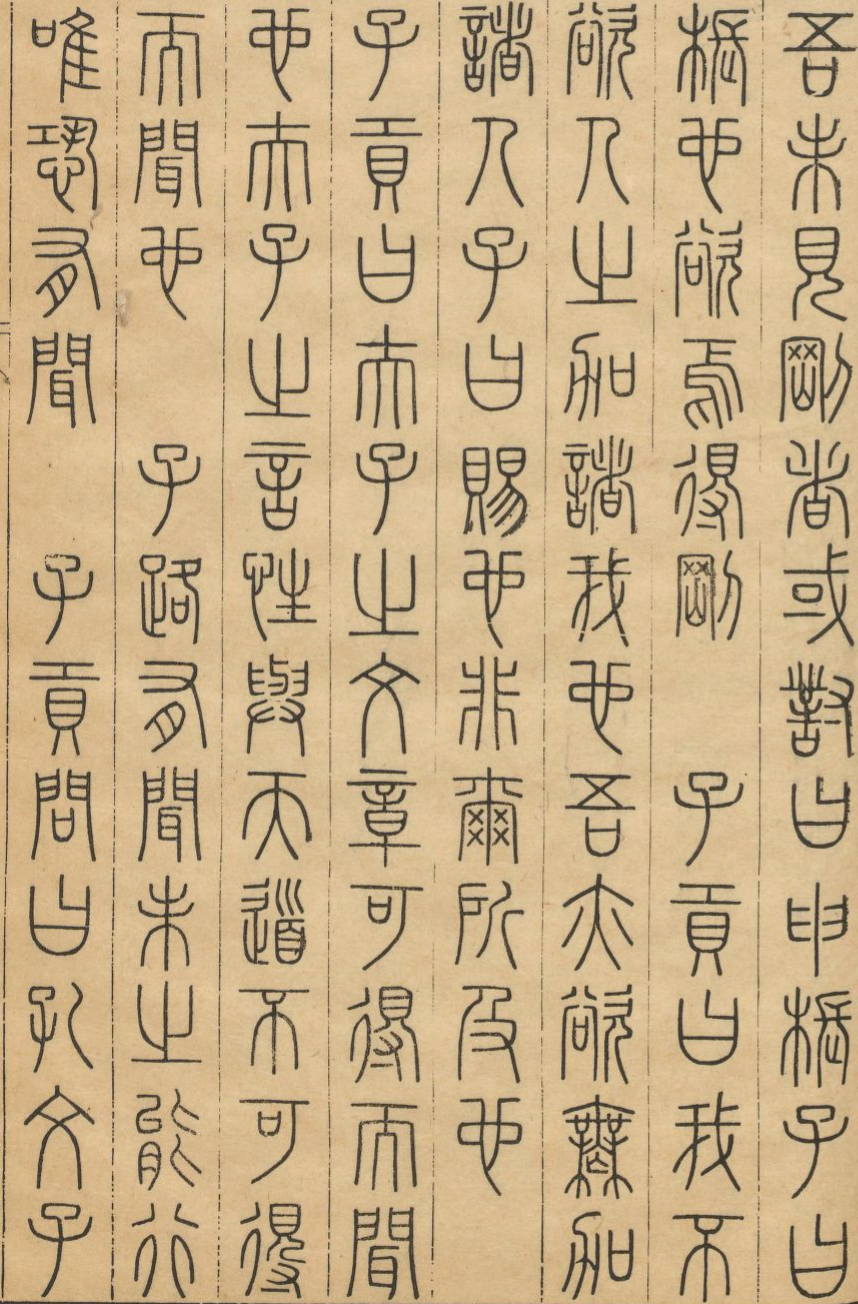 吾未見剛者或對曰申棖子曰
棖也欲焉得剛　子貢曰我不
欲人之加諸我也吾亦欲無加
諸人子曰賜也非爾所及也
子貢曰夫子之文章可得而聞
也夫子之言性與天道不可得
而聞也　子路有聞未之能行
唯恐有聞　子貢問曰孔文子